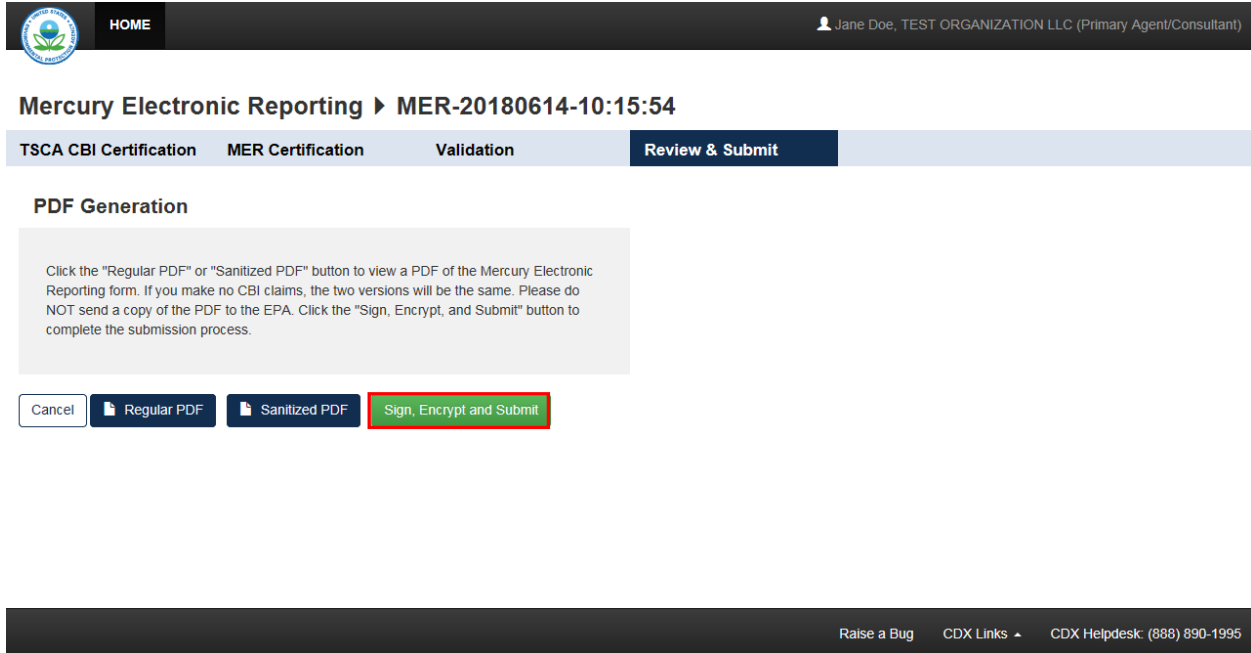 HOME
Jane Doe, TEST ORGANIZATION LLC (Primary Agent/Consultant)
Mercury Electronic Reporting MER-20180614-10:15:54
TSCA CBI Certification MER Certification Validation Review & Submit
PDF Generation
Click the "Regular PDF" or "Sanitized PDF" button to view a PDF of the Mercury Electronic
Reporting form. If you make no CBI claims, the two versions will be the same. Please do
NOT send a copy of the PDF to the EPA. Click the "Sign, Encrypt, and Submit" button to
complete the submission process.
Cancel Regular PDF Sanitized PDF Sign, Encrypt and Submit
Raise a Bug CDX Links CDX Helpdesk: (888) 890-1995